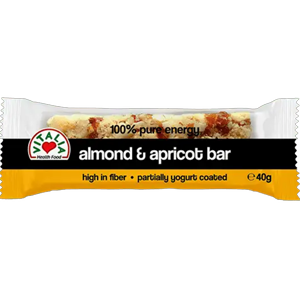 100% pure energy
VITALIA
Health Food
almond & apricot bar
high in fiber • partially yogurt coated
℮40g